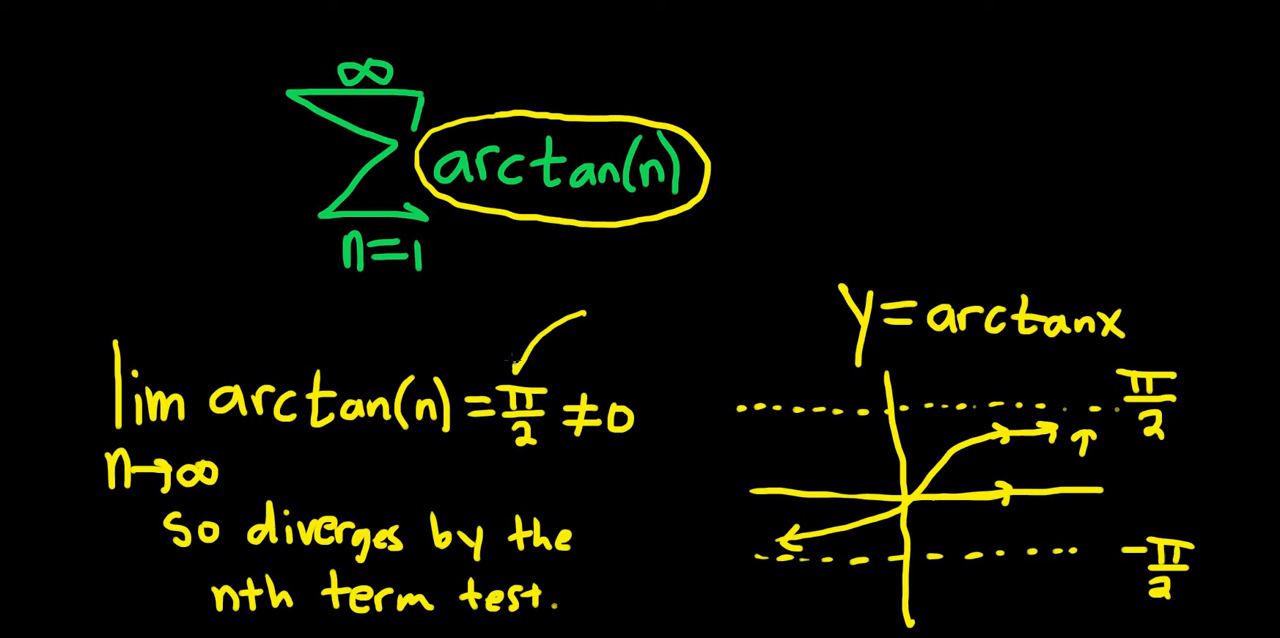 ∞
∑ arctan(n)
n=1
lim arctan(n) = π/2 ≠ 0
n→∞
so diverges by the
nth term test.
y = arctanx
π/2
-π/2